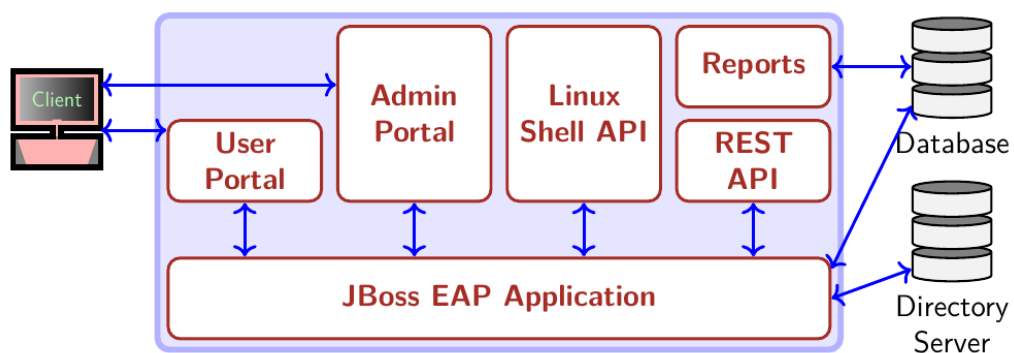 Client
User
Portal
Admin
Portal
Linux
Shell API
Reports
REST
API
JBoss EAP Application
Database
Directory
Server